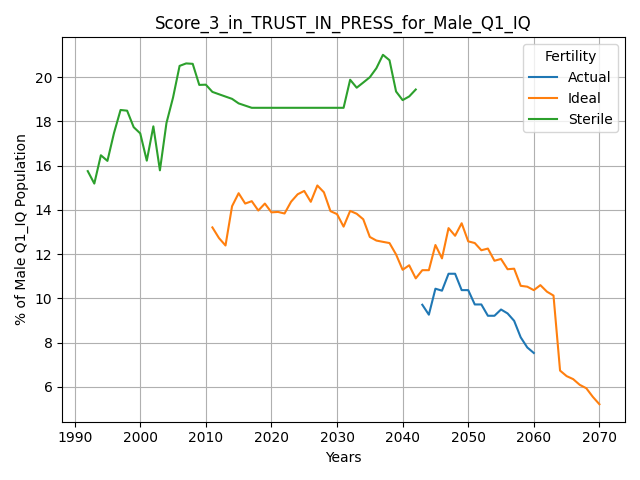 Score_3_in_TRUST_IN_PRESS_for_Male_Q1_IQ
Fertility
Actual
Ideal
Sterile
% of Male Q1_IQ Population
20
18
16
14
12
10
8
6
1990 2000 2010 2020 2030 2040 2050 2060 2070
Years